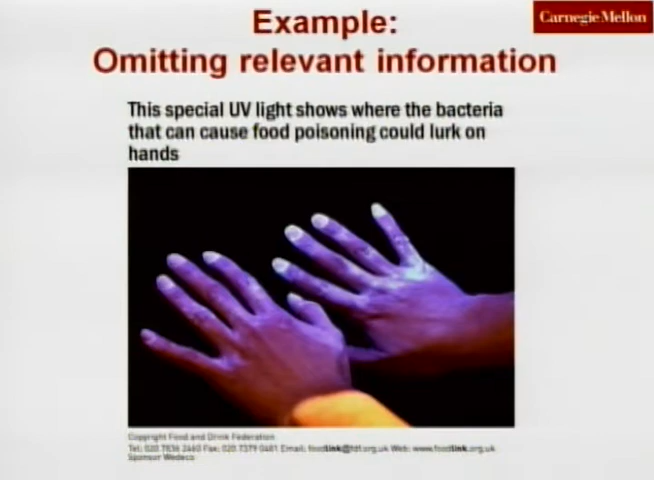 Example:
Carnegie Mellon
Omitting relevant information
This special UV light shows where the bacteria
that can cause food poisoning could lurk on
hands
Copyright Food and Drink Federation
Tel: 020 7836 2460 Fax: 020 7379 0481 Email: foodlink@fdf.org.uk Web: www.foodlink.org.uk
Sponsor Wedeco